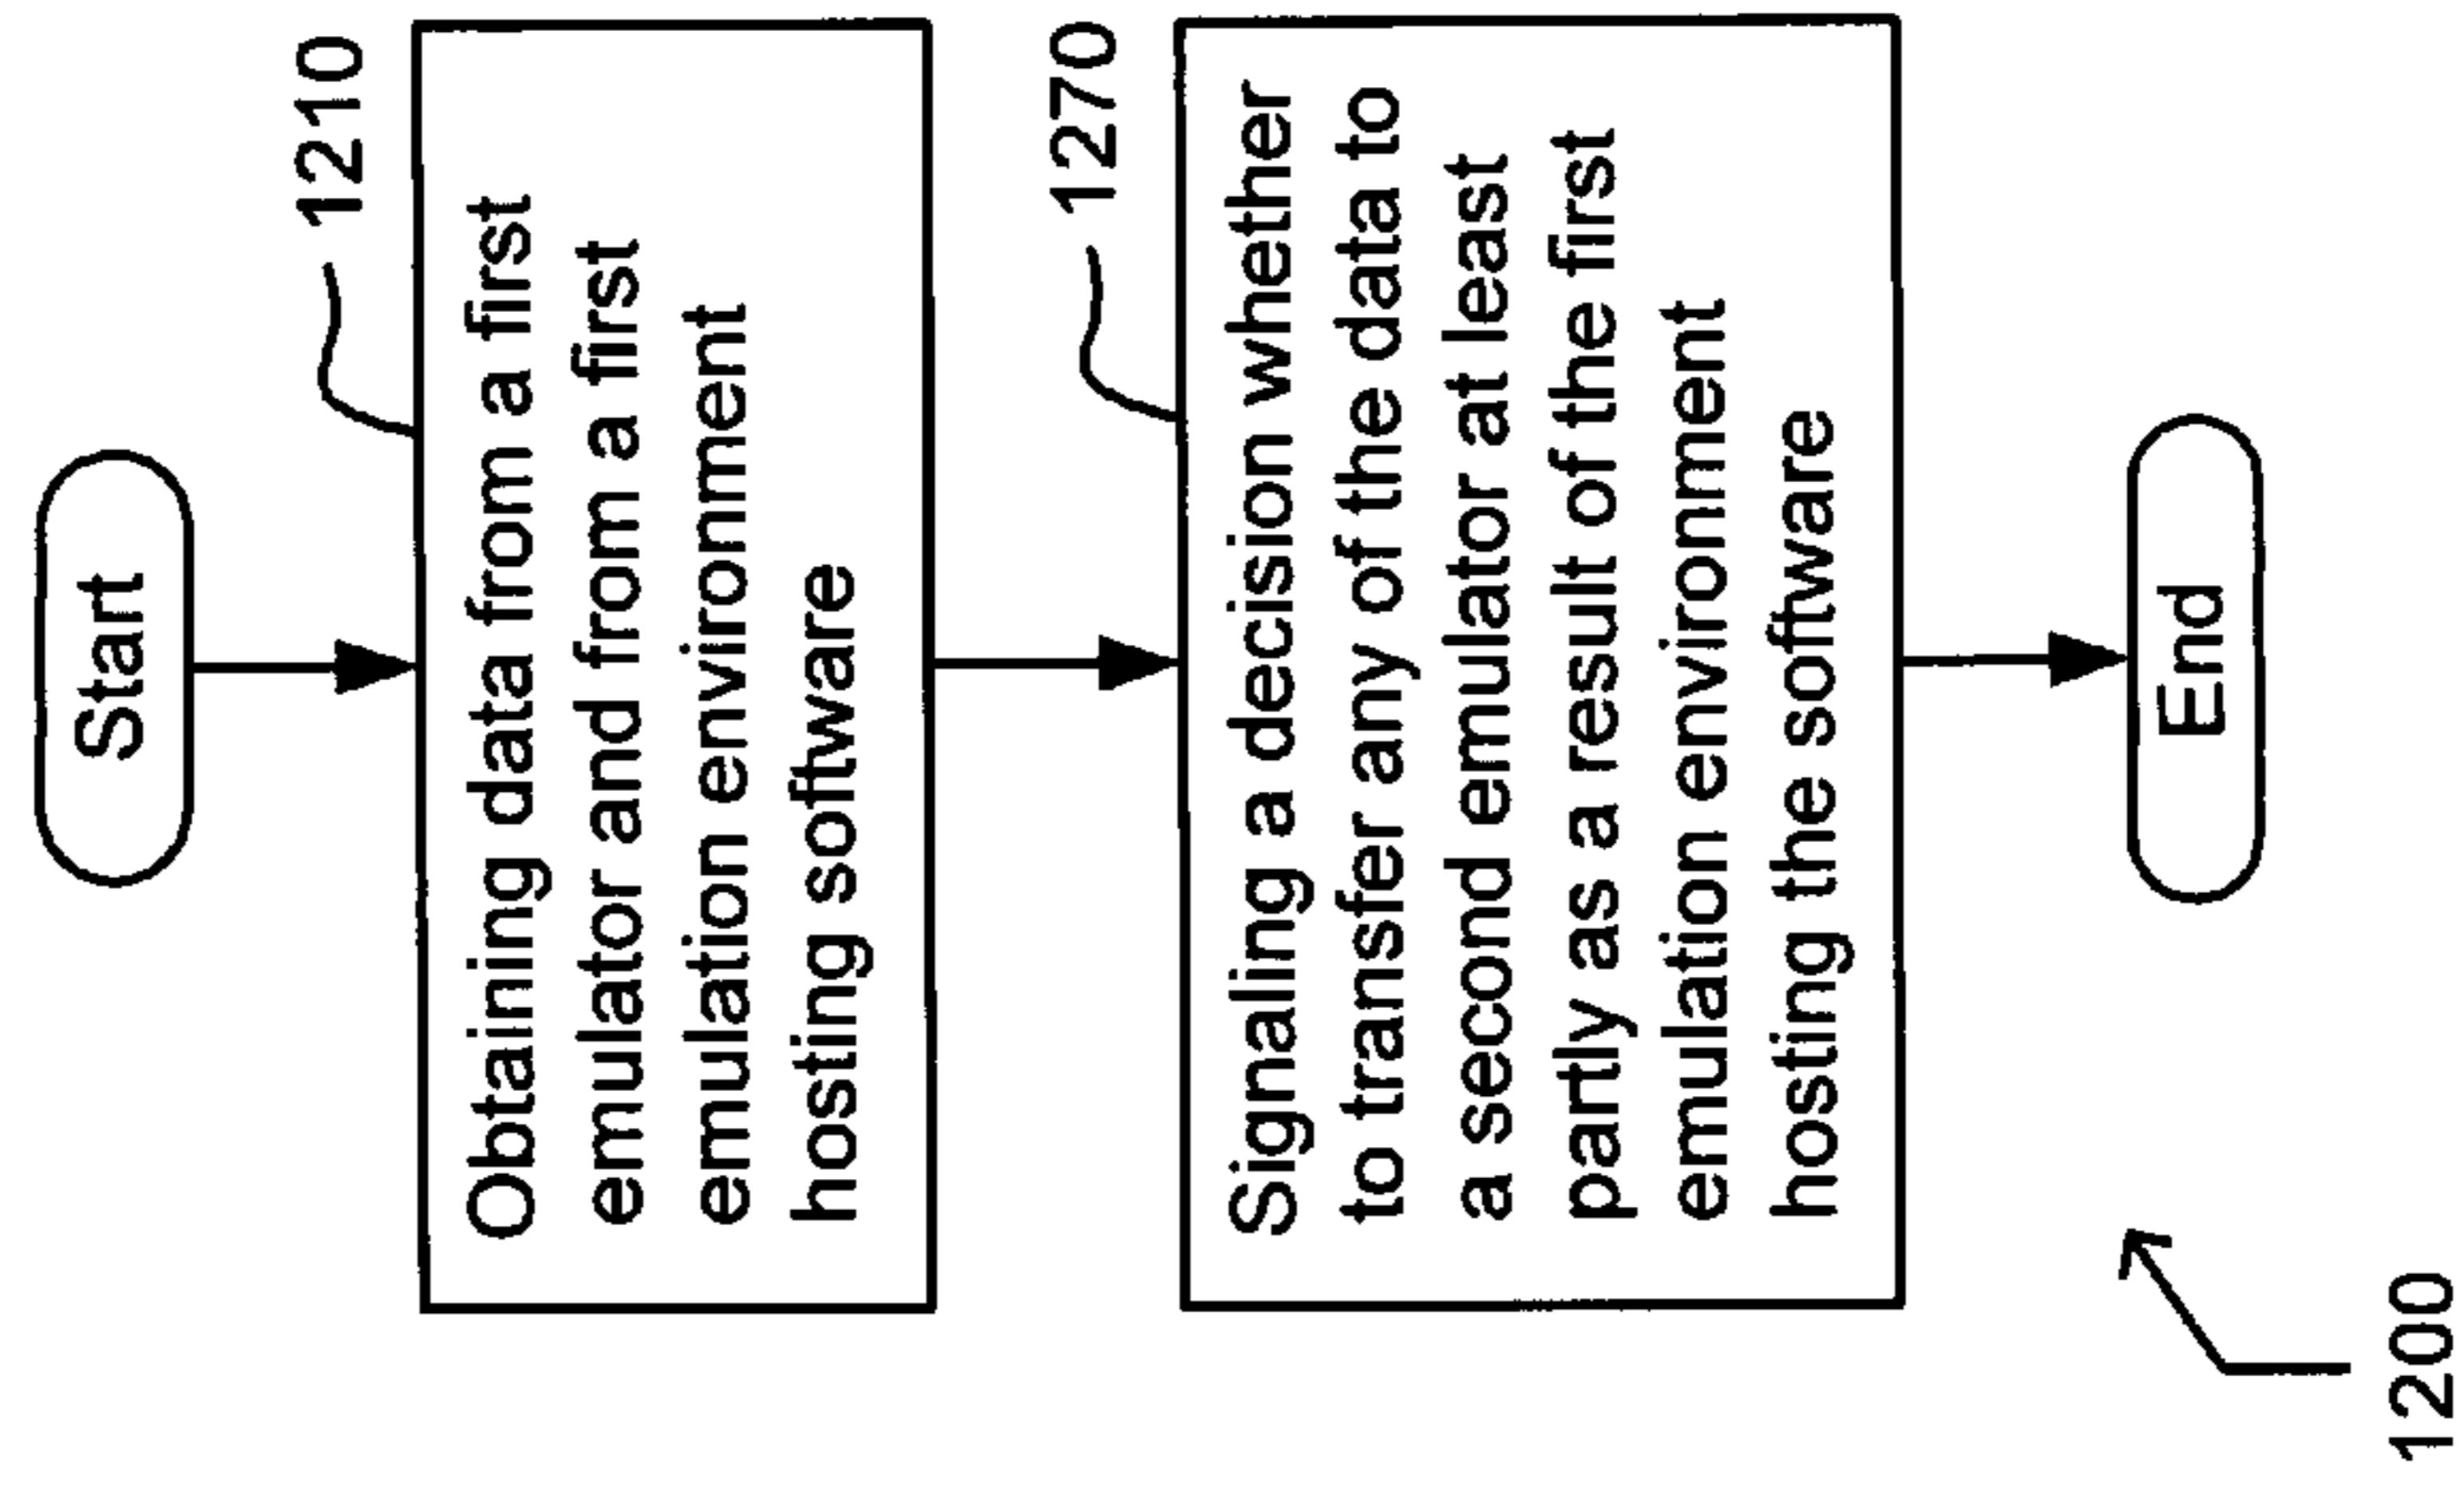 Start
1210
Obtaining data from a first
emulator and from a first
emulation environment
hosting software
1270
Signaling a decision whether
to transfer any of the data to
a second emulator at least
partly as a result of the first
emulation environment
hosting the software
End
1200